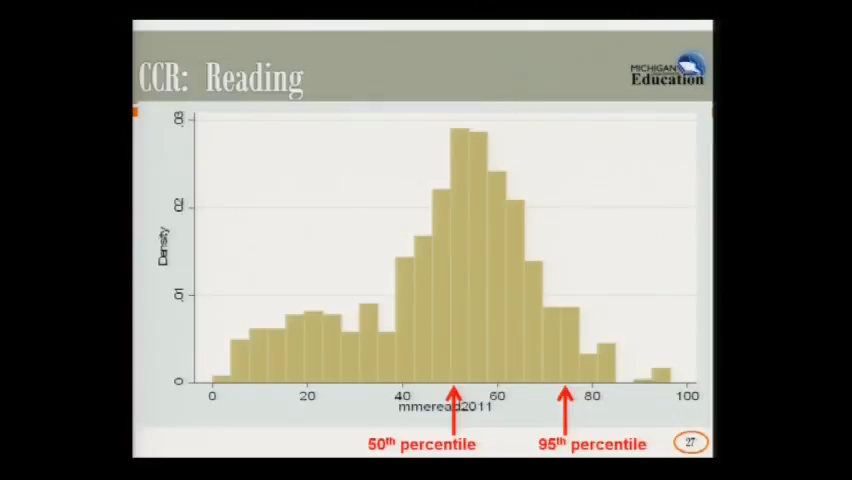 CCR: Reading
MICHIGAN
Education
.03
.02
.01
0
Density
0 20 40 60 80 100
mmeread2011
50th percentile
95th percentile
27